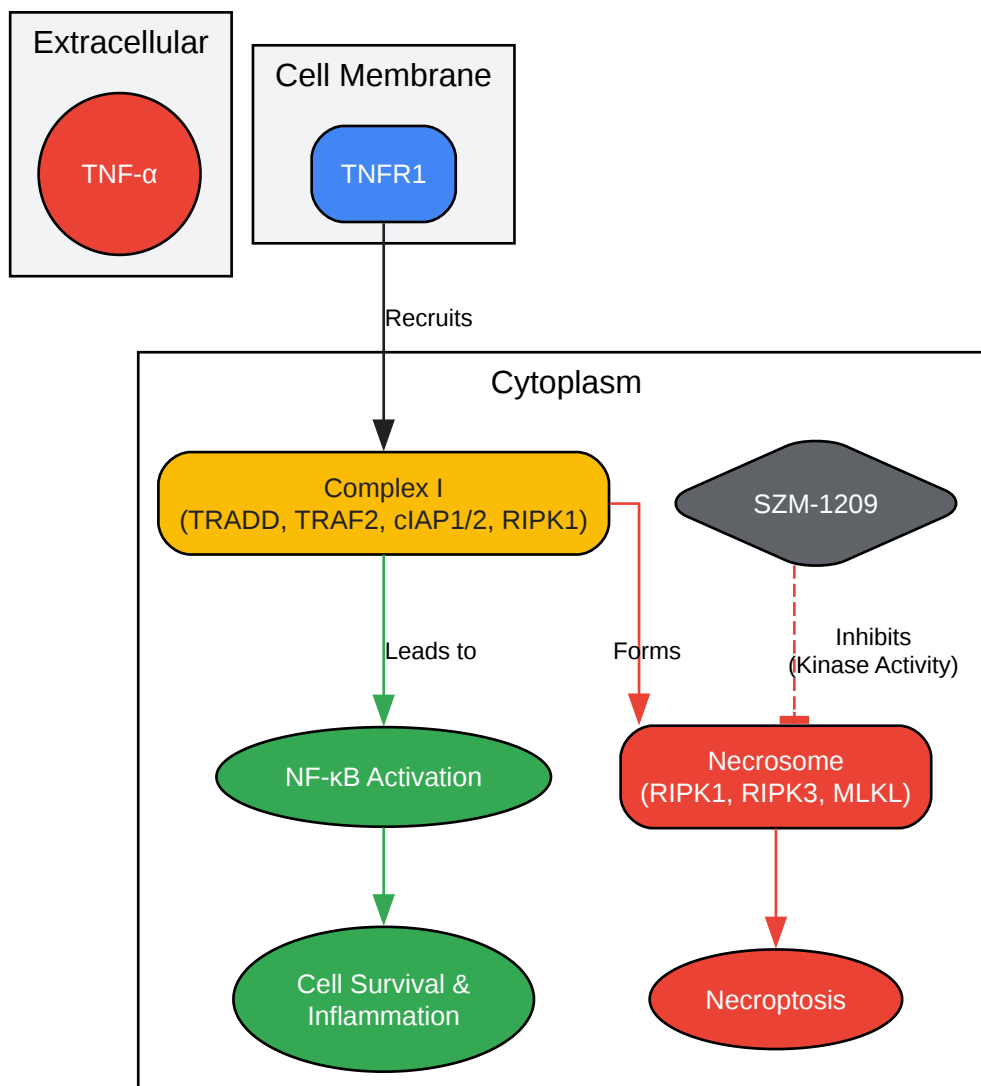 Extracellular
TNF-α
Cell Membrane
TNFR1
Recruits
Cytoplasm
Complex I
(TRADD, TRAF2, cIAP1/2, RIPK1)
SZM-1209
Leads to
Forms
Inhibits
(Kinase Activity)
NF-κB Activation
Necrosome
(RIPK1, RIPK3, MLKL)
Cell Survival &
Inflammation
Necroptosis